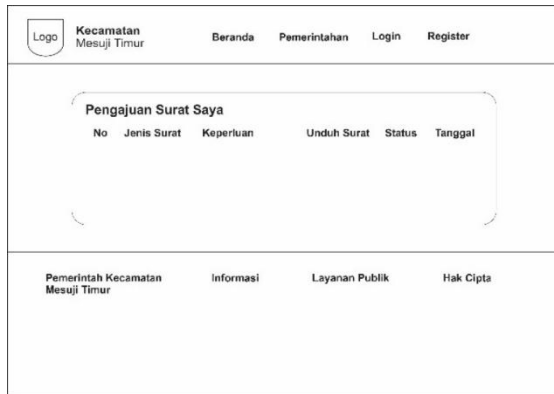 Logo
Kecamatan
Mesuji Timur
Beranda Pemerintahan Login Register
Pengajuan Surat Saya
No Jenis Surat Keperluan Unduh Surat Status Tanggal
Pemerintah Kecamatan
Mesuji Timur
Informasi Layanan Publik Hak Cipta